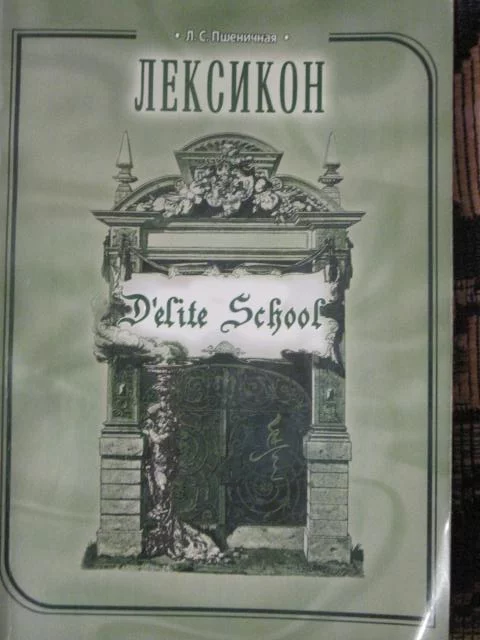 • Л. С. Пшеничная •
ЛЕКСИКОН
D'elite School